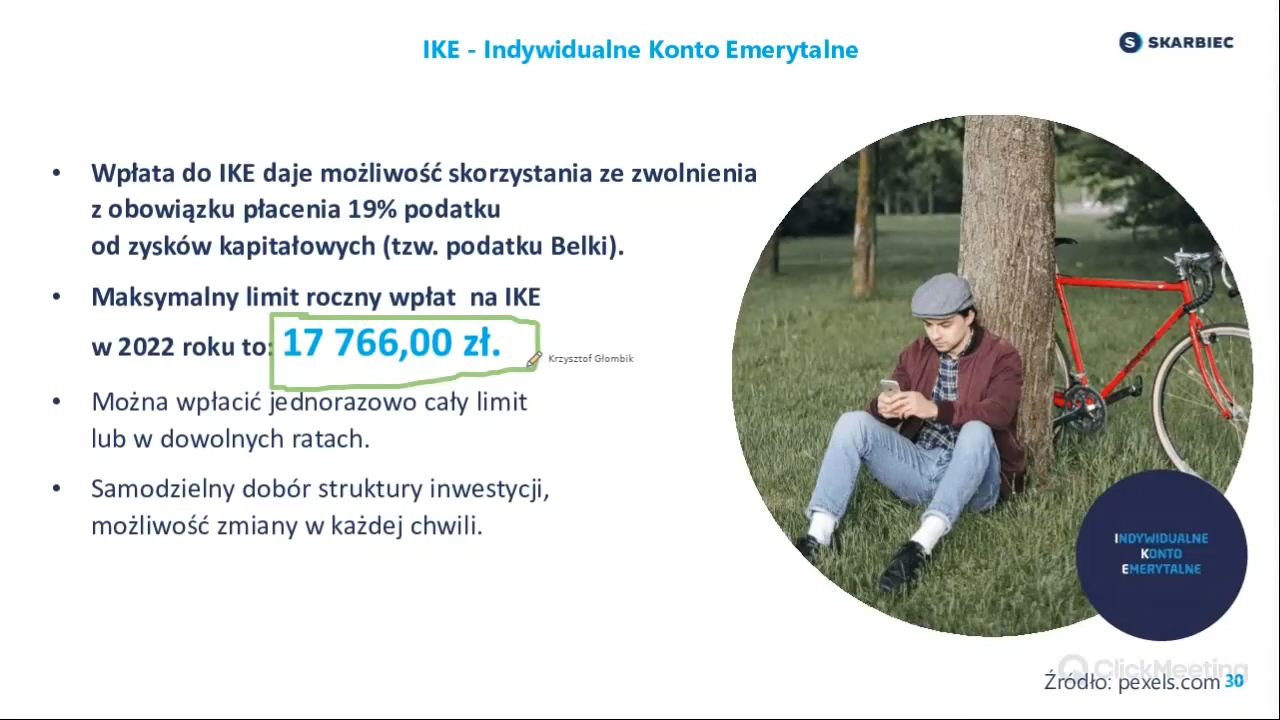 IKE - Indywidualne Konto Emerytalne
S SKARBIEC
• Wpłata do IKE daje możliwość skorzystania ze zwolnienia
z obowiązku płacenia 19% podatku
od zysków kapitałowych (tzw. podatku Belki).
• Maksymalny limit roczny wpłat na IKE
w 2022 roku to: 17 766,00 zł.
Krzysztof Głombik
• Można wpłacić jednorazowo cały limit
lub w dowolnych ratach.
• Samodzielny dobór struktury inwestycji,
możliwość zmiany w każdej chwili.
INDYWIDUALNE
KONTO
EMERYTALNE
ClickMeeting
Źródło: pexels.com 30